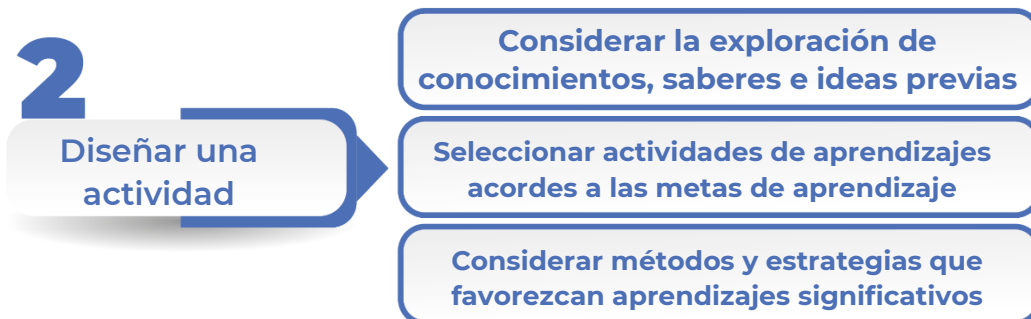 2
Diseñar una
actividad
Considerar la exploración de
conocimientos, saberes e ideas previas
Seleccionar actividades de aprendizajes
acordes a las metas de aprendizaje
Considerar métodos y estrategias que
favorezcan aprendizajes significativos